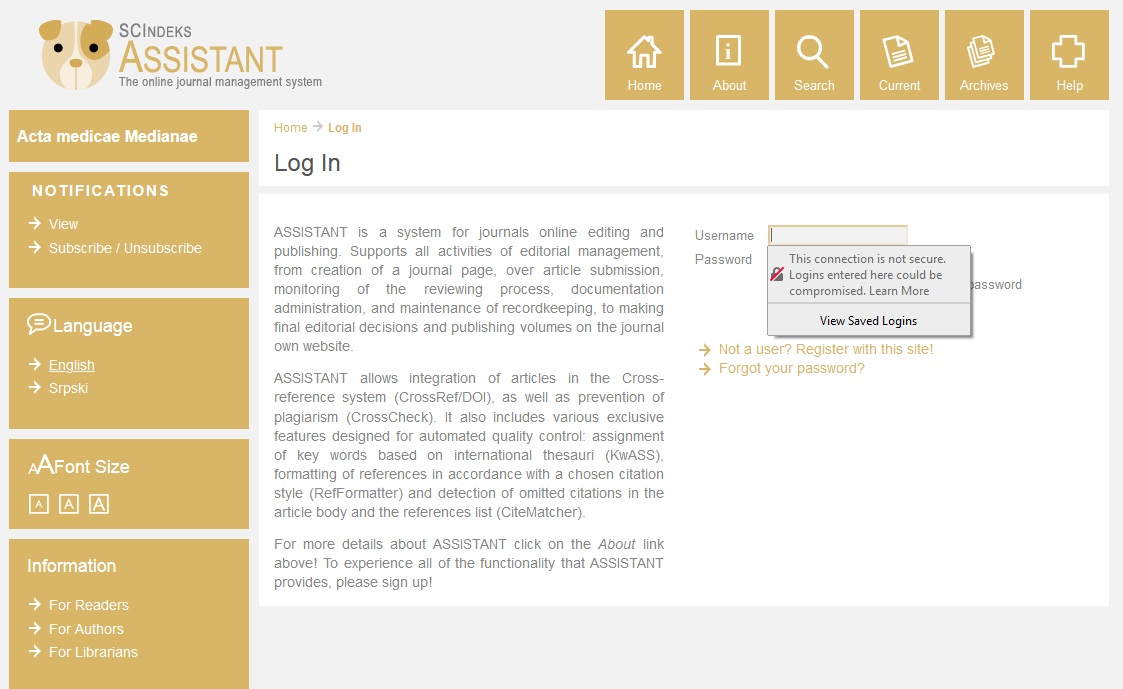 SCINDEKS
ASSISTANT
The online journal management system
Home
About
Search
Current
Archives
Help
Acta medicae Medianae
NOTIFICATIONS
View
Subscribe / Unsubscribe
Language
English
Srpski
AAFont Size
A A A
Information
For Readers
For Authors
For Librarians
Home Log In
Log In
ASSISTANT is a system for journals online editing and
publishing. Supports all activities of editorial management,
from creation of a journal page, over article submission,
monitoring of the reviewing process, documentation
administration, and maintenance of recordkeeping, to making
final editorial decisions and publishing volumes on the journal
own website.
ASSISTANT allows integration of articles in the Cross-
reference system (CrossRef/DOI), as well as prevention of
plagiarism (CrossCheck). It also includes various exclusive
features designed for automated quality control: assignment
of key words based on international thesauri (KwASS),
formatting of references in accordance with a chosen citation
style (RefFormatter) and detection of omitted citations in the
article body and the references list (CiteMatcher).
For more details about ASSISTANT click on the About link
above! To experience all of the functionality that ASSISTANT
provides, please sign up!
Username
Password
This connection is not secure.
Logins entered here could be
compromised. Learn More
password
View Saved Logins
Not a user? Register with this site!
Forgot your password?